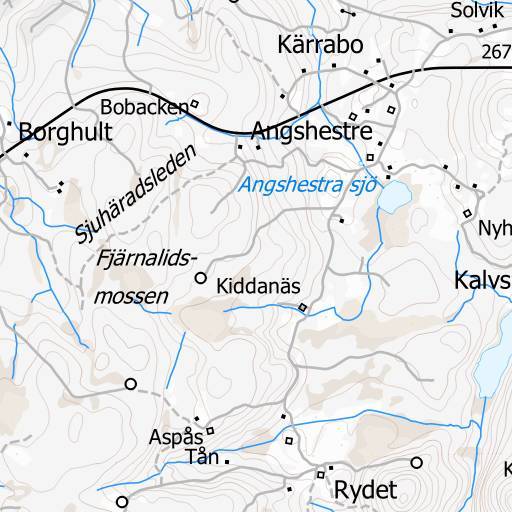 Solvik
Kärrabo
267
Bobacken
Borghult
Angshestre
Sjuhäradsleden
Angshestra sjö
Nyh
Fjärnalids-
mossen
Kiddanäs
Kalvs
Aspås
Tån
K
Rydet